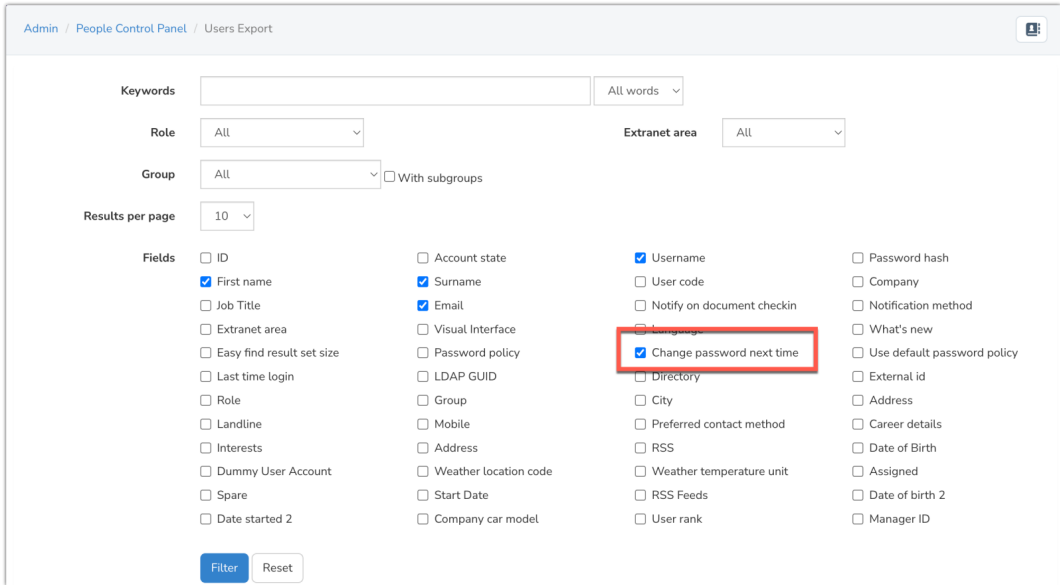 Admin / People Control Panel / Users Export
Keywords All words
Role All Extranet area All
Group All With subgroups
Results per page 10
Fields ID Account state Username Password hash
First name Surname User code Company
Job Title Email Notify on document checkin Notification method
Extranet area Visual Interface Language What's new
Easy find result set size Password policy Change password next time Use default password policy
Last time login LDAP GUID Directory External id
Role Group City Address
Landline Mobile Preferred contact method Career details
Interests Address RSS Date of Birth
Dummy User Account Weather location code Weather temperature unit Assigned
Spare Start Date RSS Feeds Date of birth 2
Date started 2 Company car model User rank Manager ID
Filter Reset